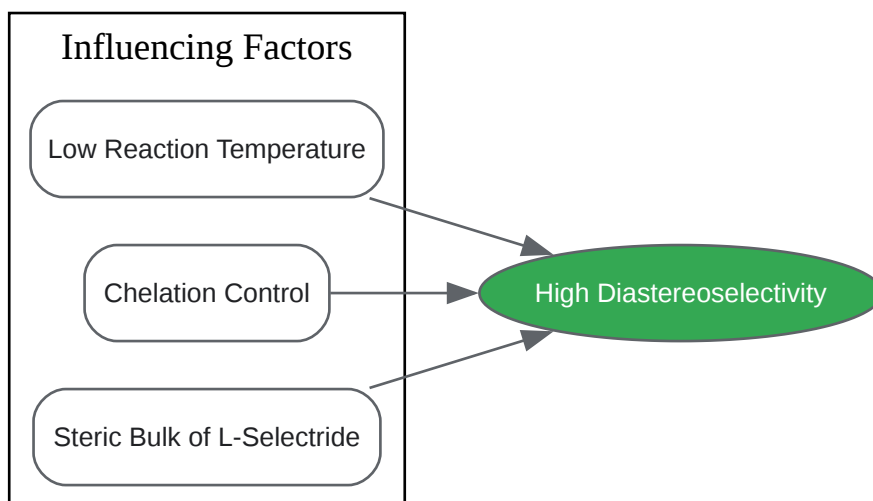 Influencing Factors
Low Reaction Temperature
Chelation Control
High Diastereoselectivity
Steric Bulk of L-Selectride